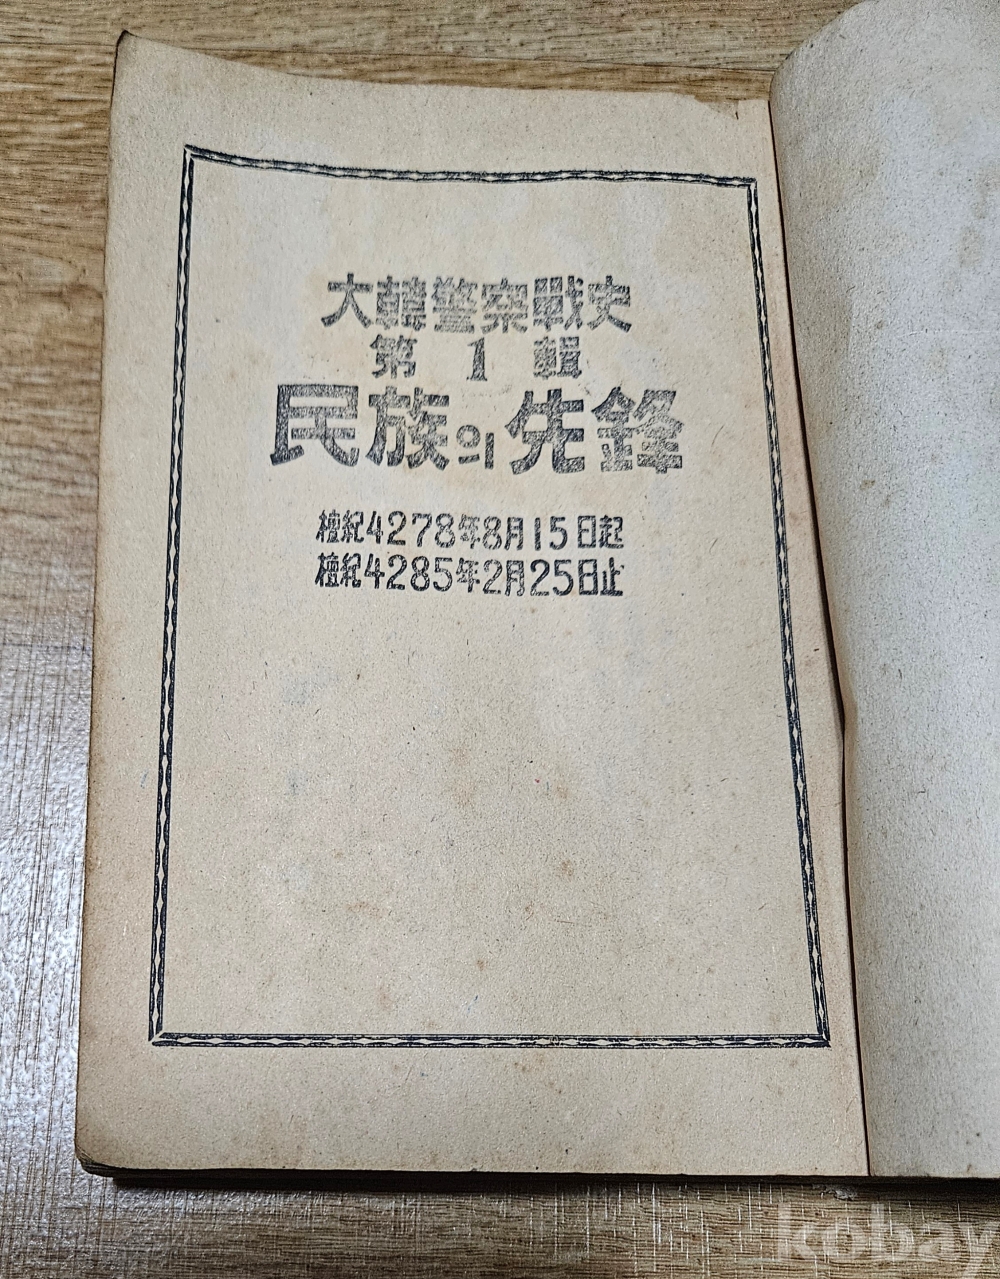 大韓警察戰史
第1輯
民族의先鋒
檀紀4278年8月15日起
檀紀4285年2月25日止
kobay